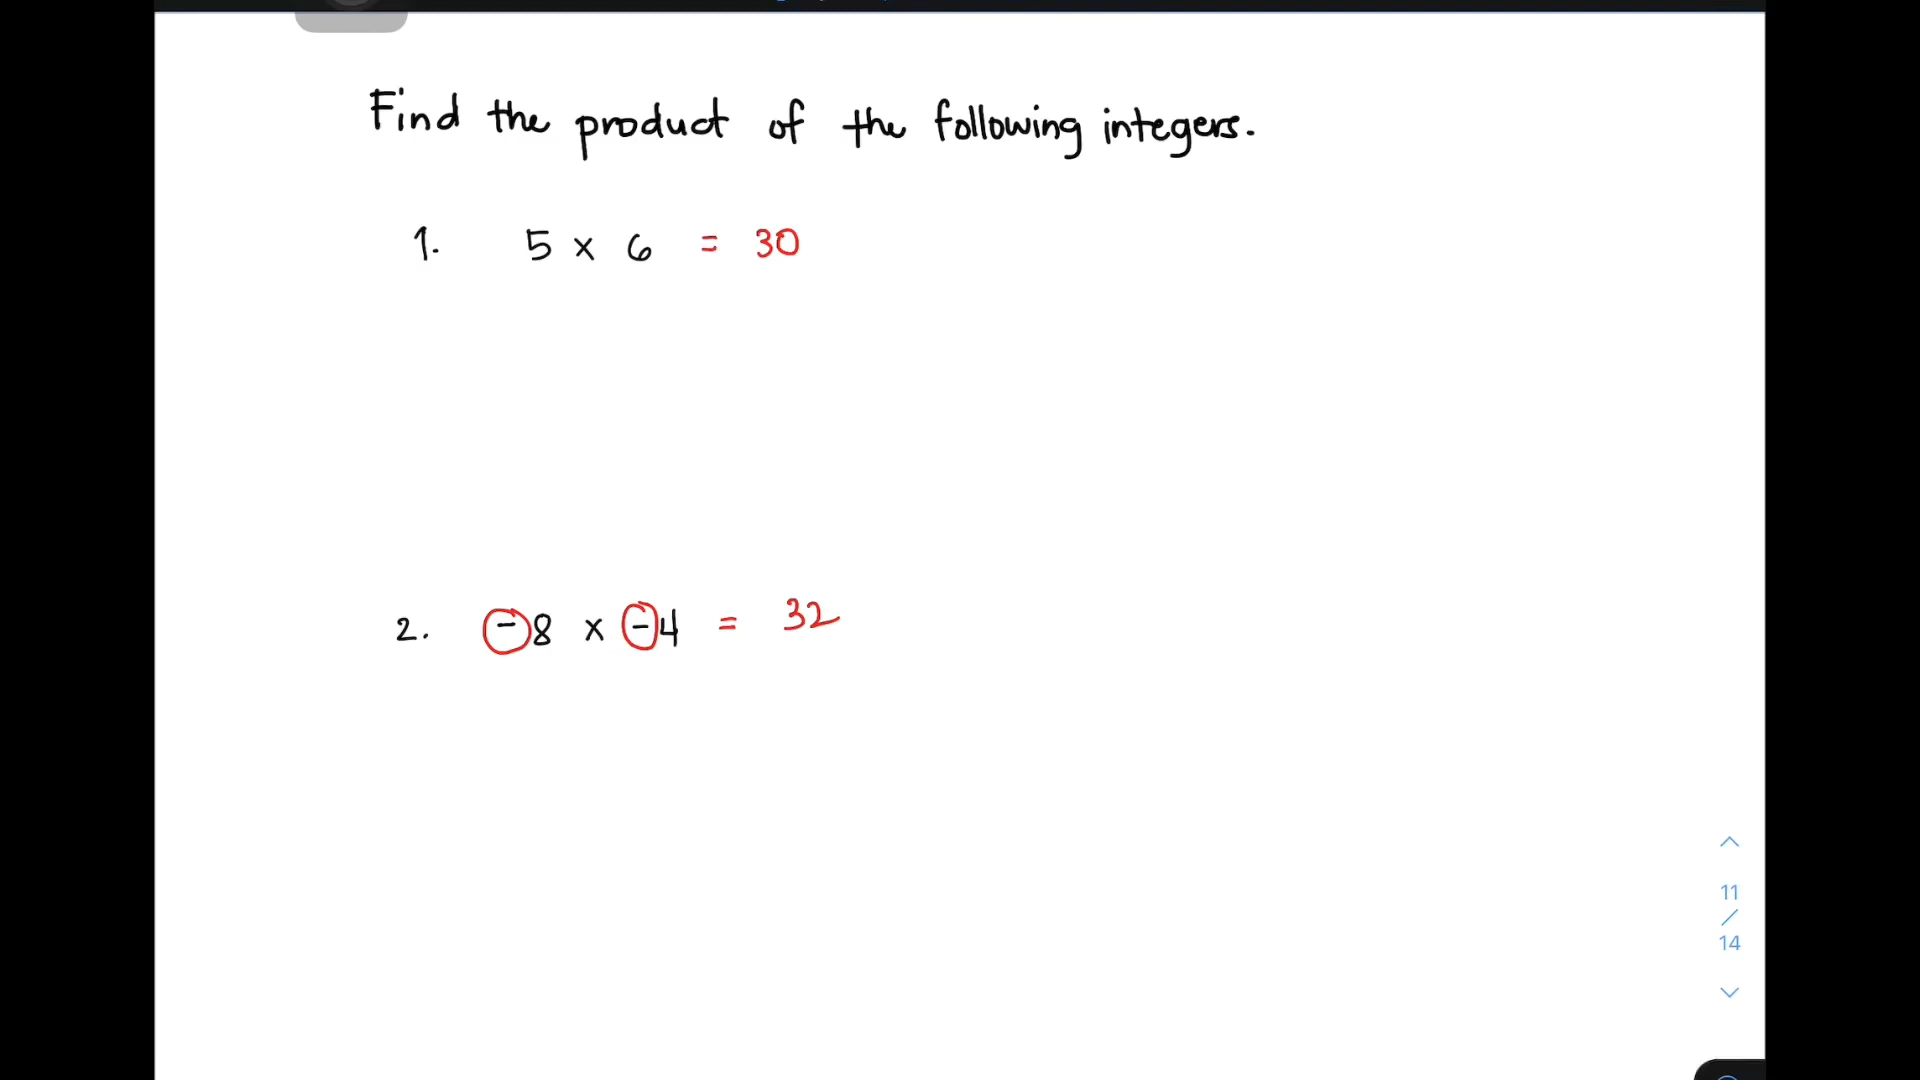 Find the product of the following integers.
1. 5 x 6 = 30
2. -8 x -4 = 32
11
/
14